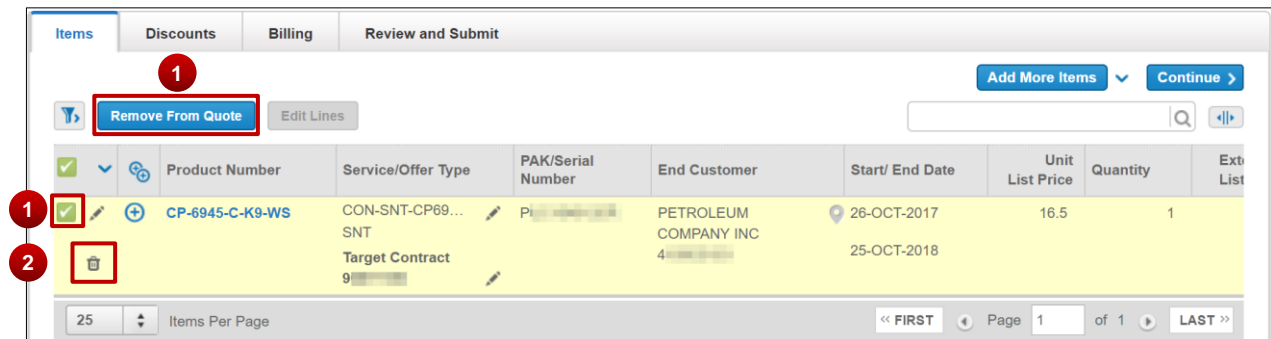 Items Discounts Billing Review and Submit
1
Add More Items Continue
Remove From Quote Edit Lines
Product Number Service/Offer Type PAK/Serial Number End Customer Start/ End Date Unit List Price Quantity Exte List
1 CP-6945-C-K9-WS CON-SNT-CP69... P PETROLEUM 26-OCT-2017 16.5 1
SNT COMPANY INC
2 Target Contract 4 25-OCT-2018
9
25 Items Per Page « FIRST Page 1 of 1 LAST »